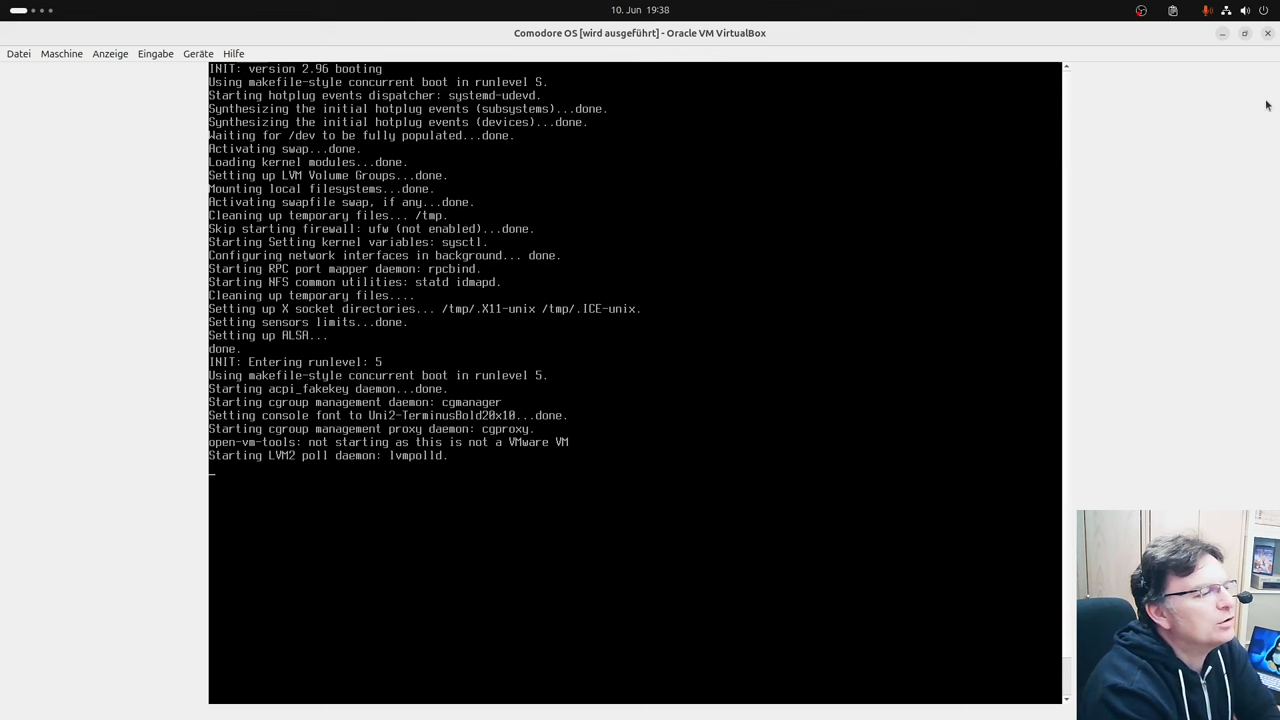 10. Jun 19:38
Comodore OS [wird ausgeführt] - Oracle VM VirtualBox
Datei Maschine Anzeige Eingabe Geräte Hilfe
INIT: version 2.96 booting
Using makefile-style concurrent boot in runlevel S.
Starting hotplug events dispatcher: systemd-udevd.
Synthesizing the initial hotplug events (subsystems)...done.
Synthesizing the initial hotplug events (devices)...done.
Waiting for /dev to be fully populated...done.
Activating swap...done.
Loading kernel modules...done.
Setting up LVM Volume Groups...done.
Mounting local filesystems...done.
Activating swapfile swap, if any...done.
Cleaning up temporary files... /tmp.
Skip starting firewall: ufw (not enabled)...done.
Starting Setting kernel variables: sysctl.
Configuring network interfaces in background... done.
Starting RPC port mapper daemon: rpcbind.
Starting NFS common utilities: statd idmapd.
Cleaning up temporary files....
Setting up X socket directories... /tmp/.X11-unix /tmp/.ICE-unix.
Setting sensors limits...done.
Setting up ALSA...
done.
INIT: Entering runlevel: 5
Using makefile-style concurrent boot in runlevel 5.
Starting acpi_fakekey daemon...done.
Starting cgroup management daemon: cgmanager
Setting console font to Uni2-TerminusBold20x10...done.
Starting cgroup management proxy daemon: cgproxy.
open-vm-tools: not starting as this is not a VMware VM
Starting LVM2 poll daemon: lvmpolld.
_